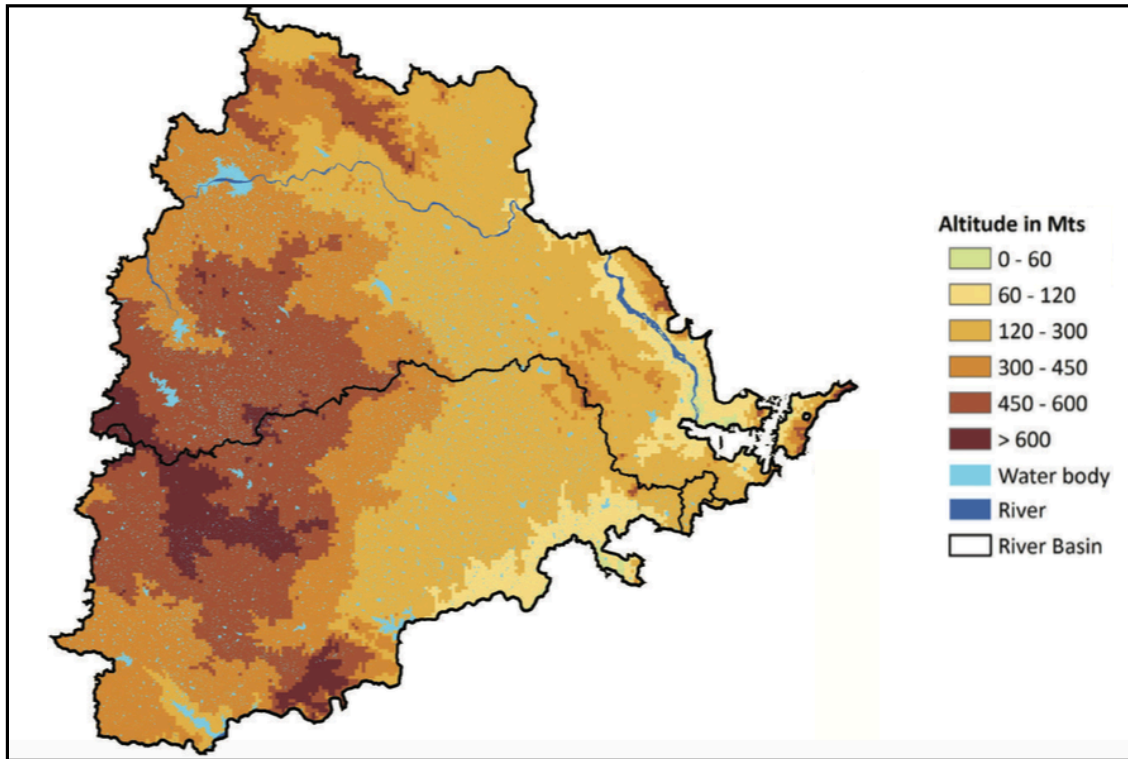 Altitude in Mts
0 - 60
60 - 120
120 - 300
300 - 450
450 - 600
> 600
Water body
River
River Basin